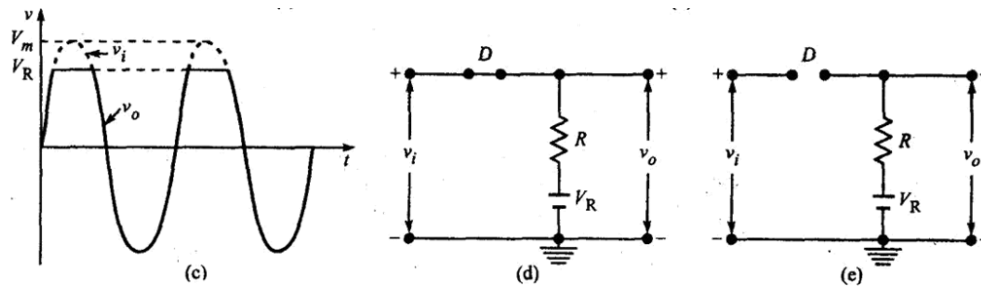 v
V_m
v_i
V_R
v_o
t
(c)
D
+
+
v_i
R
v_o
V_R
−
−
(d)
D
+
v_i
R
v_o
V_R
−
−
(e)